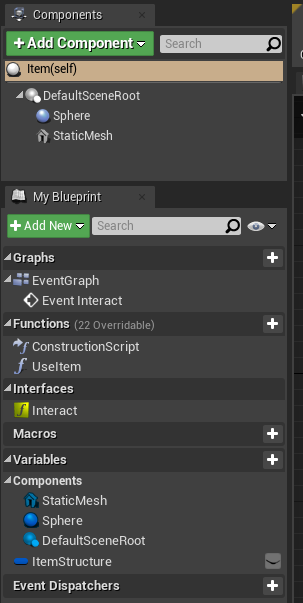 Components
Add Component
Search
Item(self)
DefaultSceneRoot
Sphere
StaticMesh
My Blueprint
Add New
Search
Graphs
EventGraph
Event Interact
Functions (22 Overridable)
ConstructionScript
UseItem
Interfaces
Interact
Macros
Variables
Components
StaticMesh
Sphere
DefaultSceneRoot
ItemStructure
Event Dispatchers